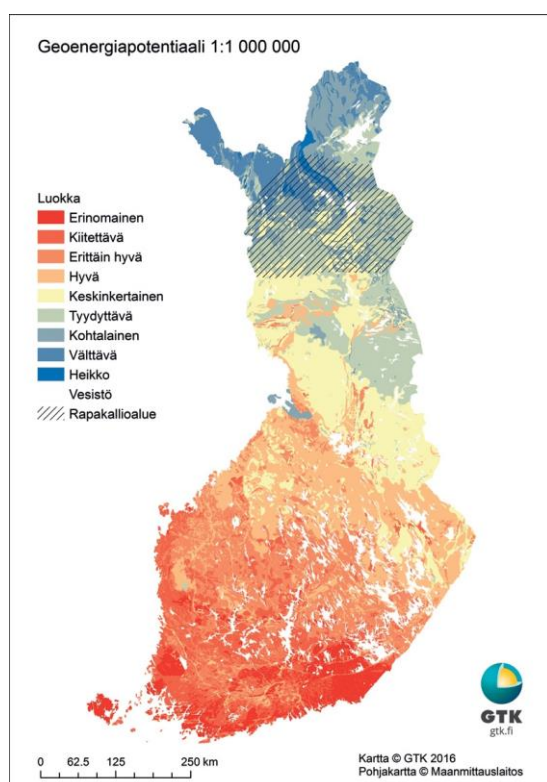 Geoenergiapotentiaali 1:1 000 000
Luokka
Erinomainen
Kiitettävä
Erittäin hyvä
Hyvä
Keskinkertainen
Tyydyttävä
Kohtalainen
Välttävä
Heikko
Vesistö
Rapakallioalue
GTK
gtk.fi
0 62.5 125 250 km
Kartta © GTK 2016
Pohjakartta © Maanmittauslaitos